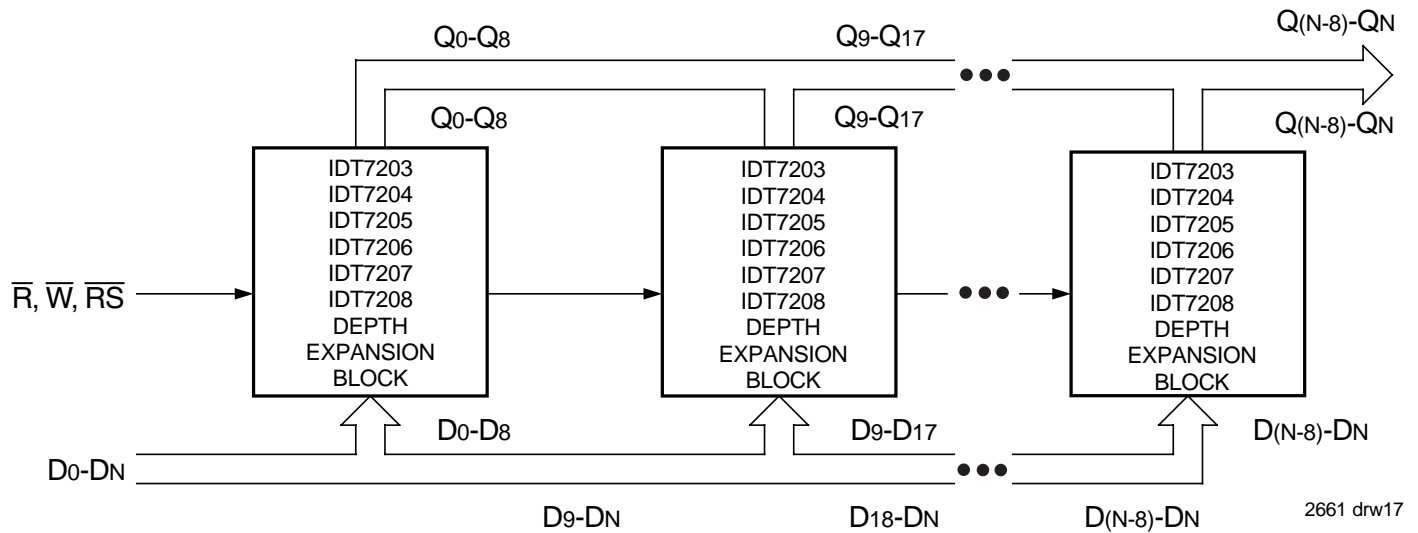 Q0-Q8 Q9-Q17 Q(N-8)-QN
Q0-Q8 Q9-Q17 Q(N-8)-QN
IDT7203
IDT7204
IDT7205
IDT7206
IDT7207
IDT7208
DEPTH
EXPANSION
BLOCK
IDT7203
IDT7204
IDT7205
IDT7206
IDT7207
IDT7208
DEPTH
EXPANSION
BLOCK
IDT7203
IDT7204
IDT7205
IDT7206
IDT7207
IDT7208
DEPTH
EXPANSION
BLOCK
R̅, W̅, R̅S̅
D0-D8 D9-D17 D(N-8)-DN
D0-DN
D9-DN D18-DN D(N-8)-DN
2661 drw17